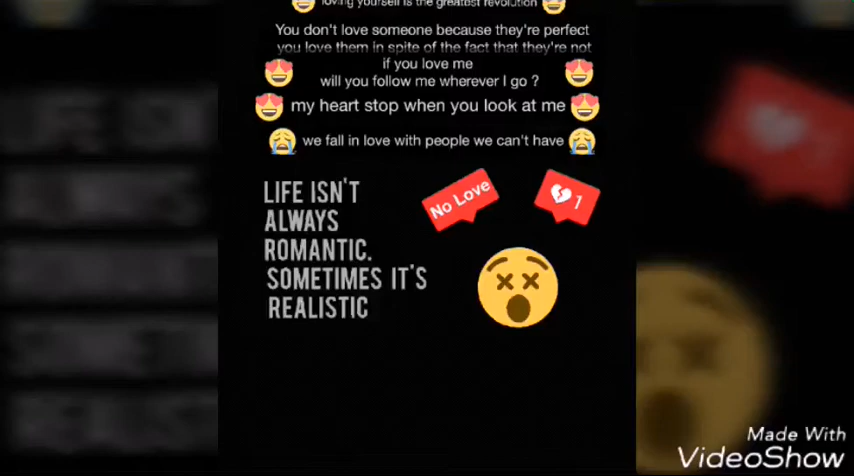 loving yourself is the greatest revolution
You don't love someone because they're perfect
you love them in spite of the fact that they're not
if you love me
will you follow me wherever I go ?
my heart stop when you look at me
we fall in love with people we can't have
LIFE ISN'T
ALWAYS
ROMANTIC.
SOMETIMES IT'S
REALISTIC
No Love
1
Made With
VideoShow